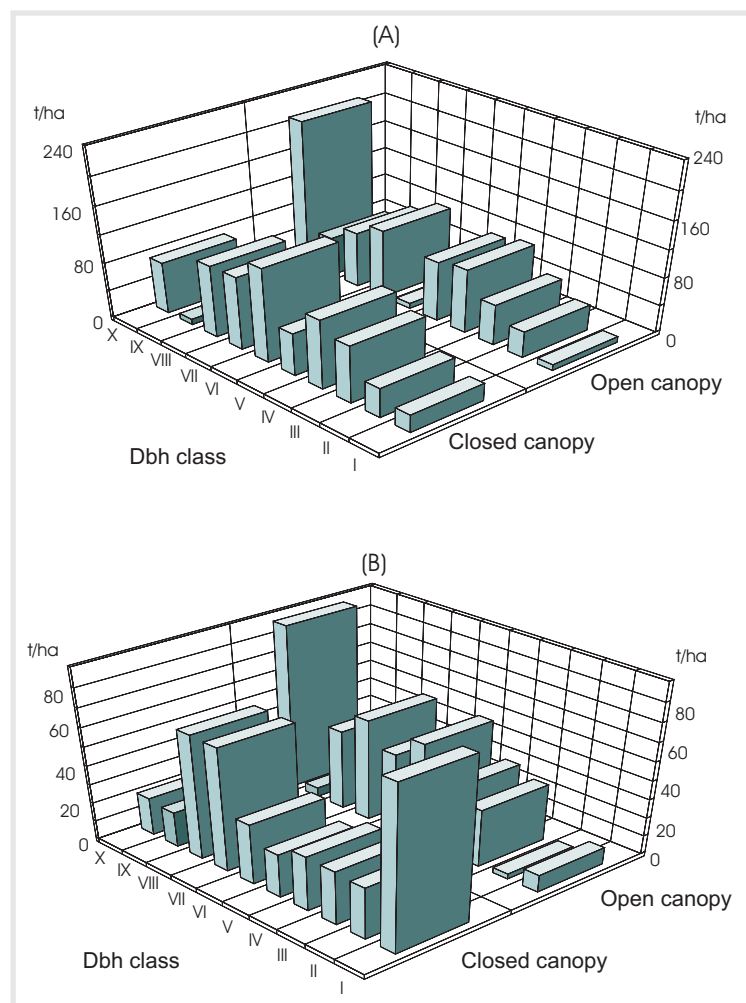 (A)
t/ha
t/ha
240
240
160
160
80
80
0
0
X
IX
VIII
VII
VI
V
IV
III
II
I
Open canopy
Closed canopy
Dbh class
(B)
t/ha
t/ha
80
80
60
60
40
40
20
20
0
0
X
IX
VIII
VII
VI
V
IV
III
II
I
Open canopy
Closed canopy
Dbh class